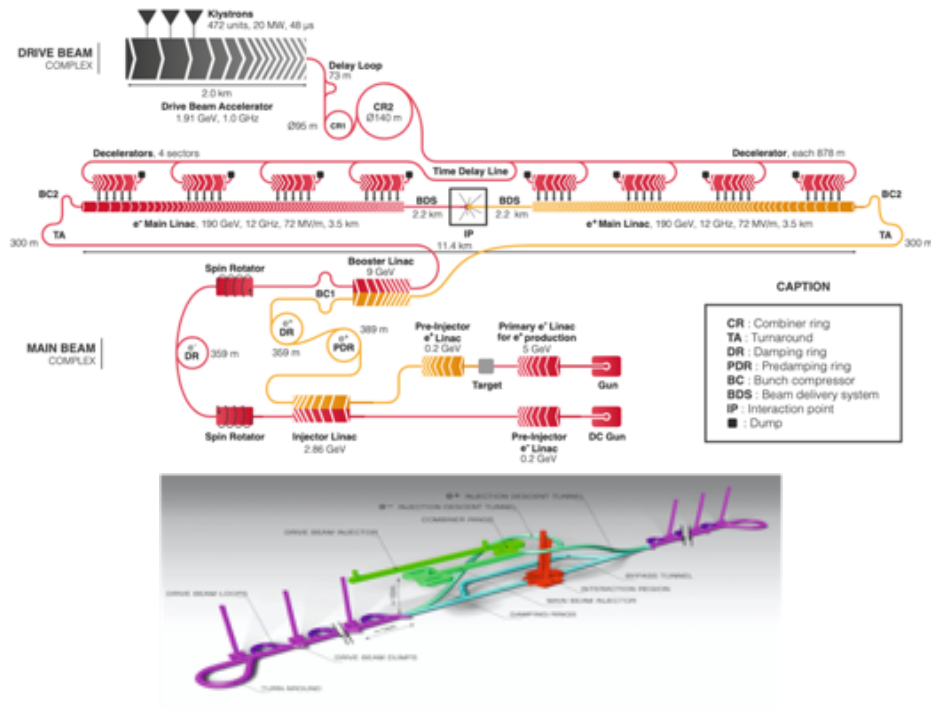 Klystrons
472 units, 20 MW, 48 µs
DRIVE BEAM
COMPLEX
Delay Loop
73 m
2.0 km
Drive Beam Accelerator
1.91 GeV, 1.0 GHz
CR2
Ø140 m
Ø95 m
CR1
Decelerators, 4 sectors
Time Delay Line
Decelerator, each 878 m
BC2
BDS
2.2 km
BDS
2.2 km
BC2
e⁻ Main Linac, 190 GeV, 12 GHz, 72 MV/m, 3.5 km
IP
e⁺ Main Linac, 190 GeV, 12 GHz, 72 MV/m, 3.5 km
TA
TA
300 m
300 m
11.4 km
Booster Linac
9 GeV
Spin Rotator
BC1
CAPTION
CR : Combiner ring
TA : Turnaround
DR : Damping ring
PDR : Predamping ring
BC : Bunch compressor
BDS : Beam delivery system
IP : Interaction point
■ : Dump
MAIN BEAM
COMPLEX
e⁻
DR
359 m
e⁺
DR
359 m
e⁺
PDR
389 m
Pre-Injector
e⁺ Linac
0.2 GeV
Primary e⁻ Linac
for e⁺ production
5 GeV
Target
Gun
Spin Rotator
Injector Linac
2.86 GeV
Pre-Injector
e⁻ Linac
0.2 GeV
DC Gun
e+ INJECTION DESCENT TUNNEL
e- INJECTION DESCENT TUNNEL
COMBINER RINGS
DRIVE BEAM INJECTOR
BYPASS TUNNEL
INTERACTION REGION
MAIN BEAM INJECTOR
DAMPING RINGS
DRIVE BEAM LOOPS
DRIVE BEAM DUMPS
TURN AROUND